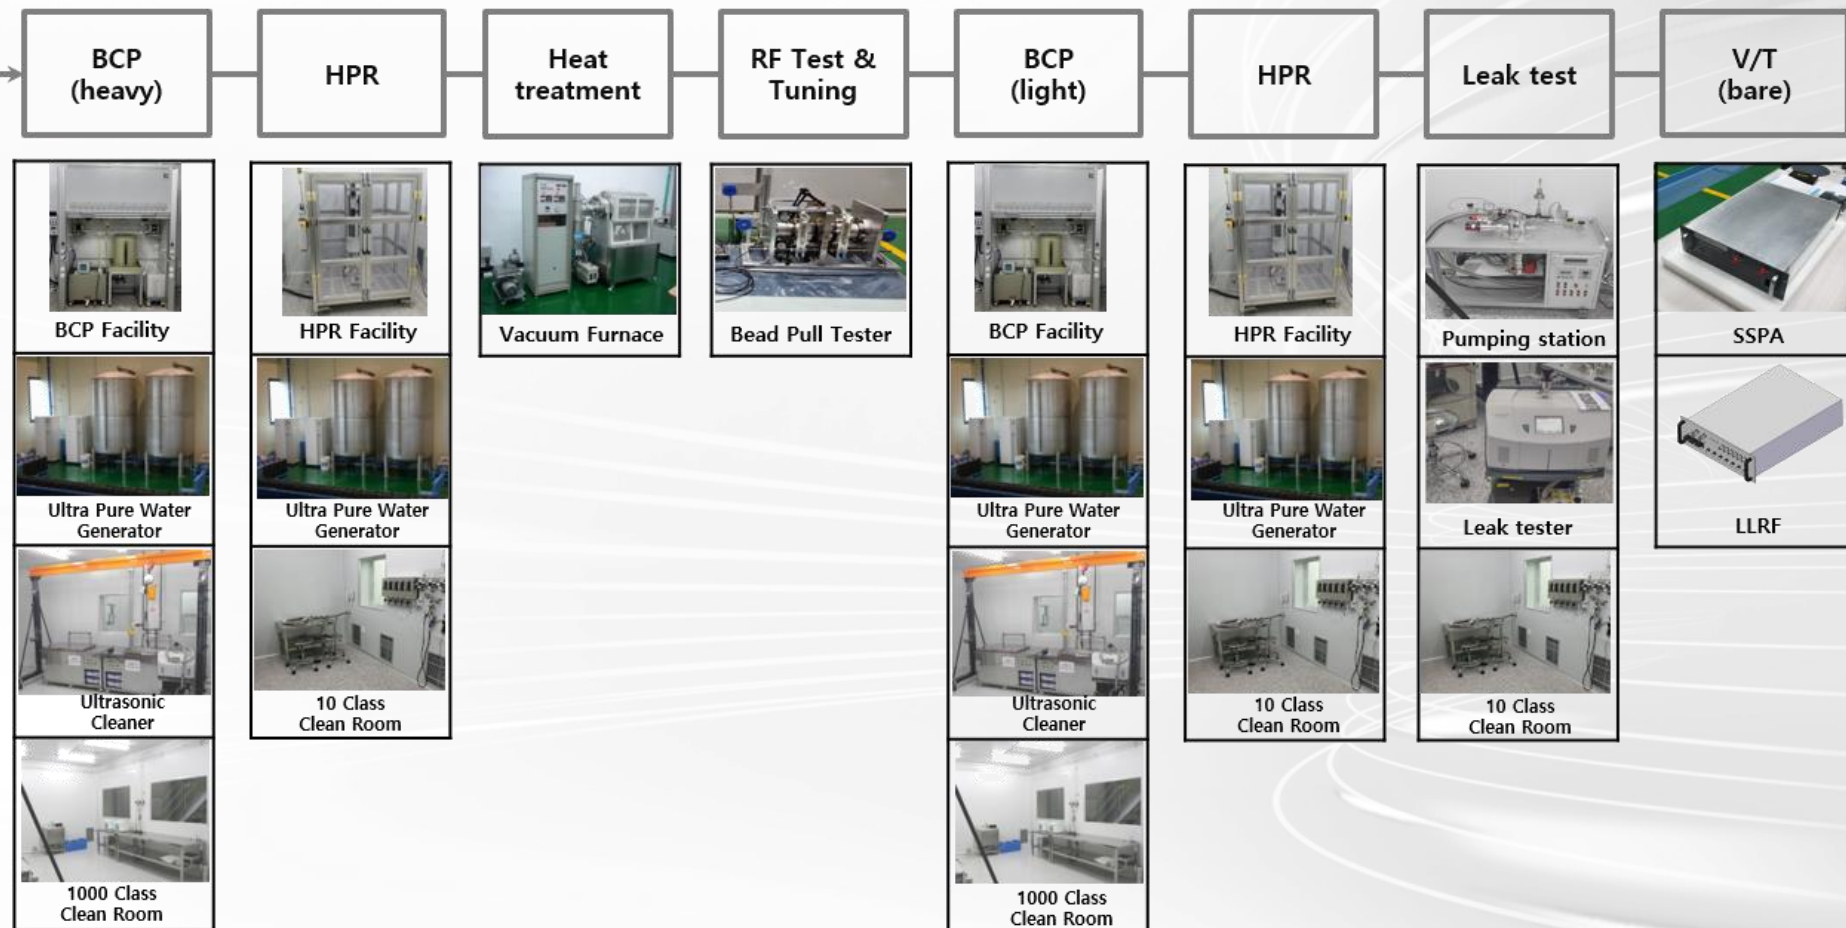 BCP
(heavy)
HPR
Heat
treatment
RF Test &
Tuning
BCP
(light)
HPR
Leak test
V/T
(bare)
BCP Facility
Ultra Pure Water
Generator
Ultrasonic
Cleaner
1000 Class
Clean Room
HPR Facility
Ultra Pure Water
Generator
10 Class
Clean Room
Vacuum Furnace
Bead Pull Tester
BCP Facility
Ultra Pure Water
Generator
Ultrasonic
Cleaner
1000 Class
Clean Room
HPR Facility
Ultra Pure Water
Generator
10 Class
Clean Room
Pumping station
Leak tester
10 Class
Clean Room
SSPA
LLRF